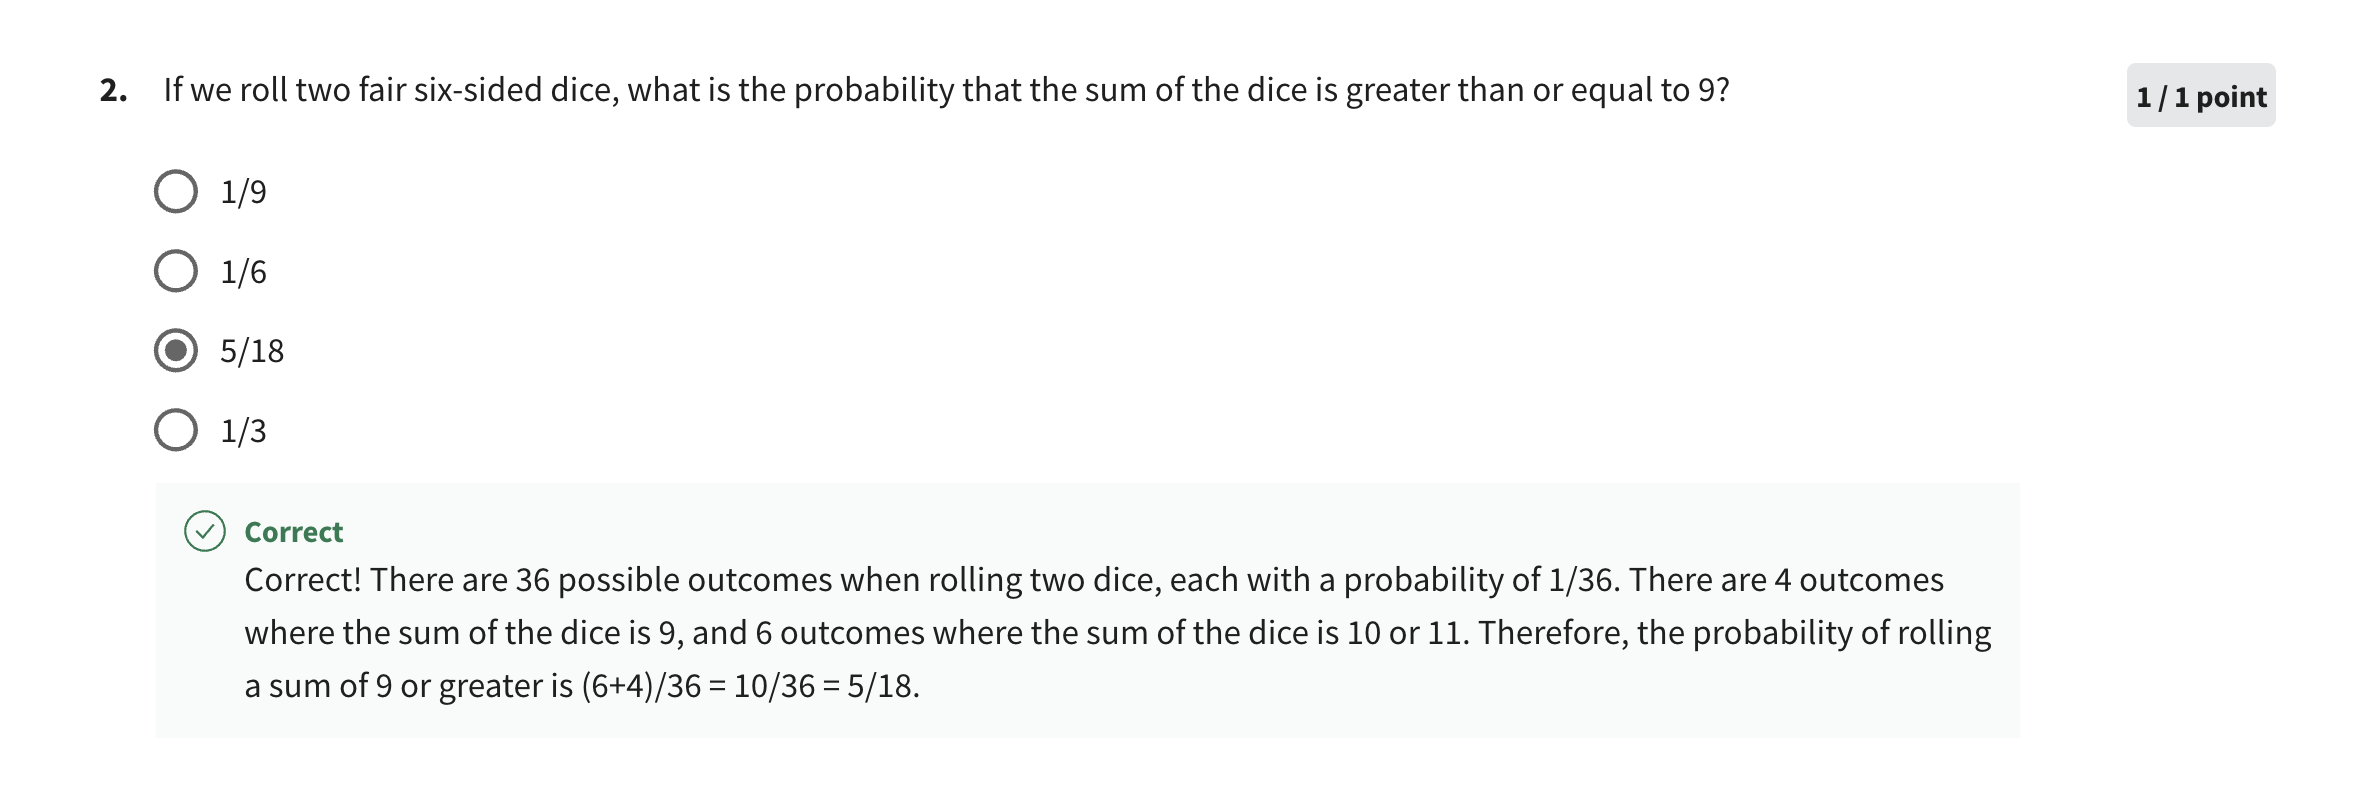 2. If we roll two fair six-sided dice, what is the probability that the sum of the dice is greater than or equal to 9?
1 / 1 point
1/9
1/6
5/18
1/3
Correct
Correct! There are 36 possible outcomes when rolling two dice, each with a probability of 1/36. There are 4 outcomes
where the sum of the dice is 9, and 6 outcomes where the sum of the dice is 10 or 11. Therefore, the probability of rolling
a sum of 9 or greater is (6+4)/36 = 10/36 = 5/18.